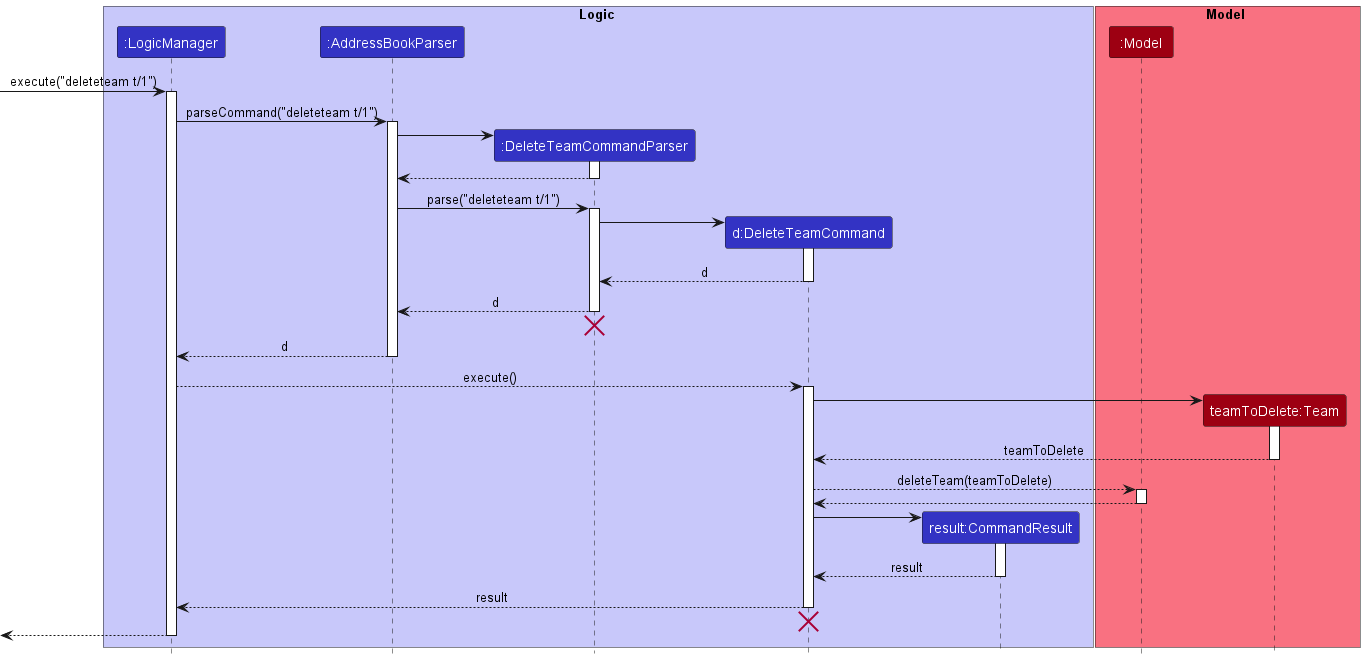 Logic
Model
:LogicManager
:AddressBookParser
:Model
execute("deleteteam t/1")
parseCommand("deleteteam t/1")
:DeleteTeamCommandParser
parse("deleteteam t/1")
d:DeleteTeamCommand
d
d
d
execute()
teamToDelete:Team
teamToDelete
deleteTeam(teamToDelete)
result:CommandResult
result
result